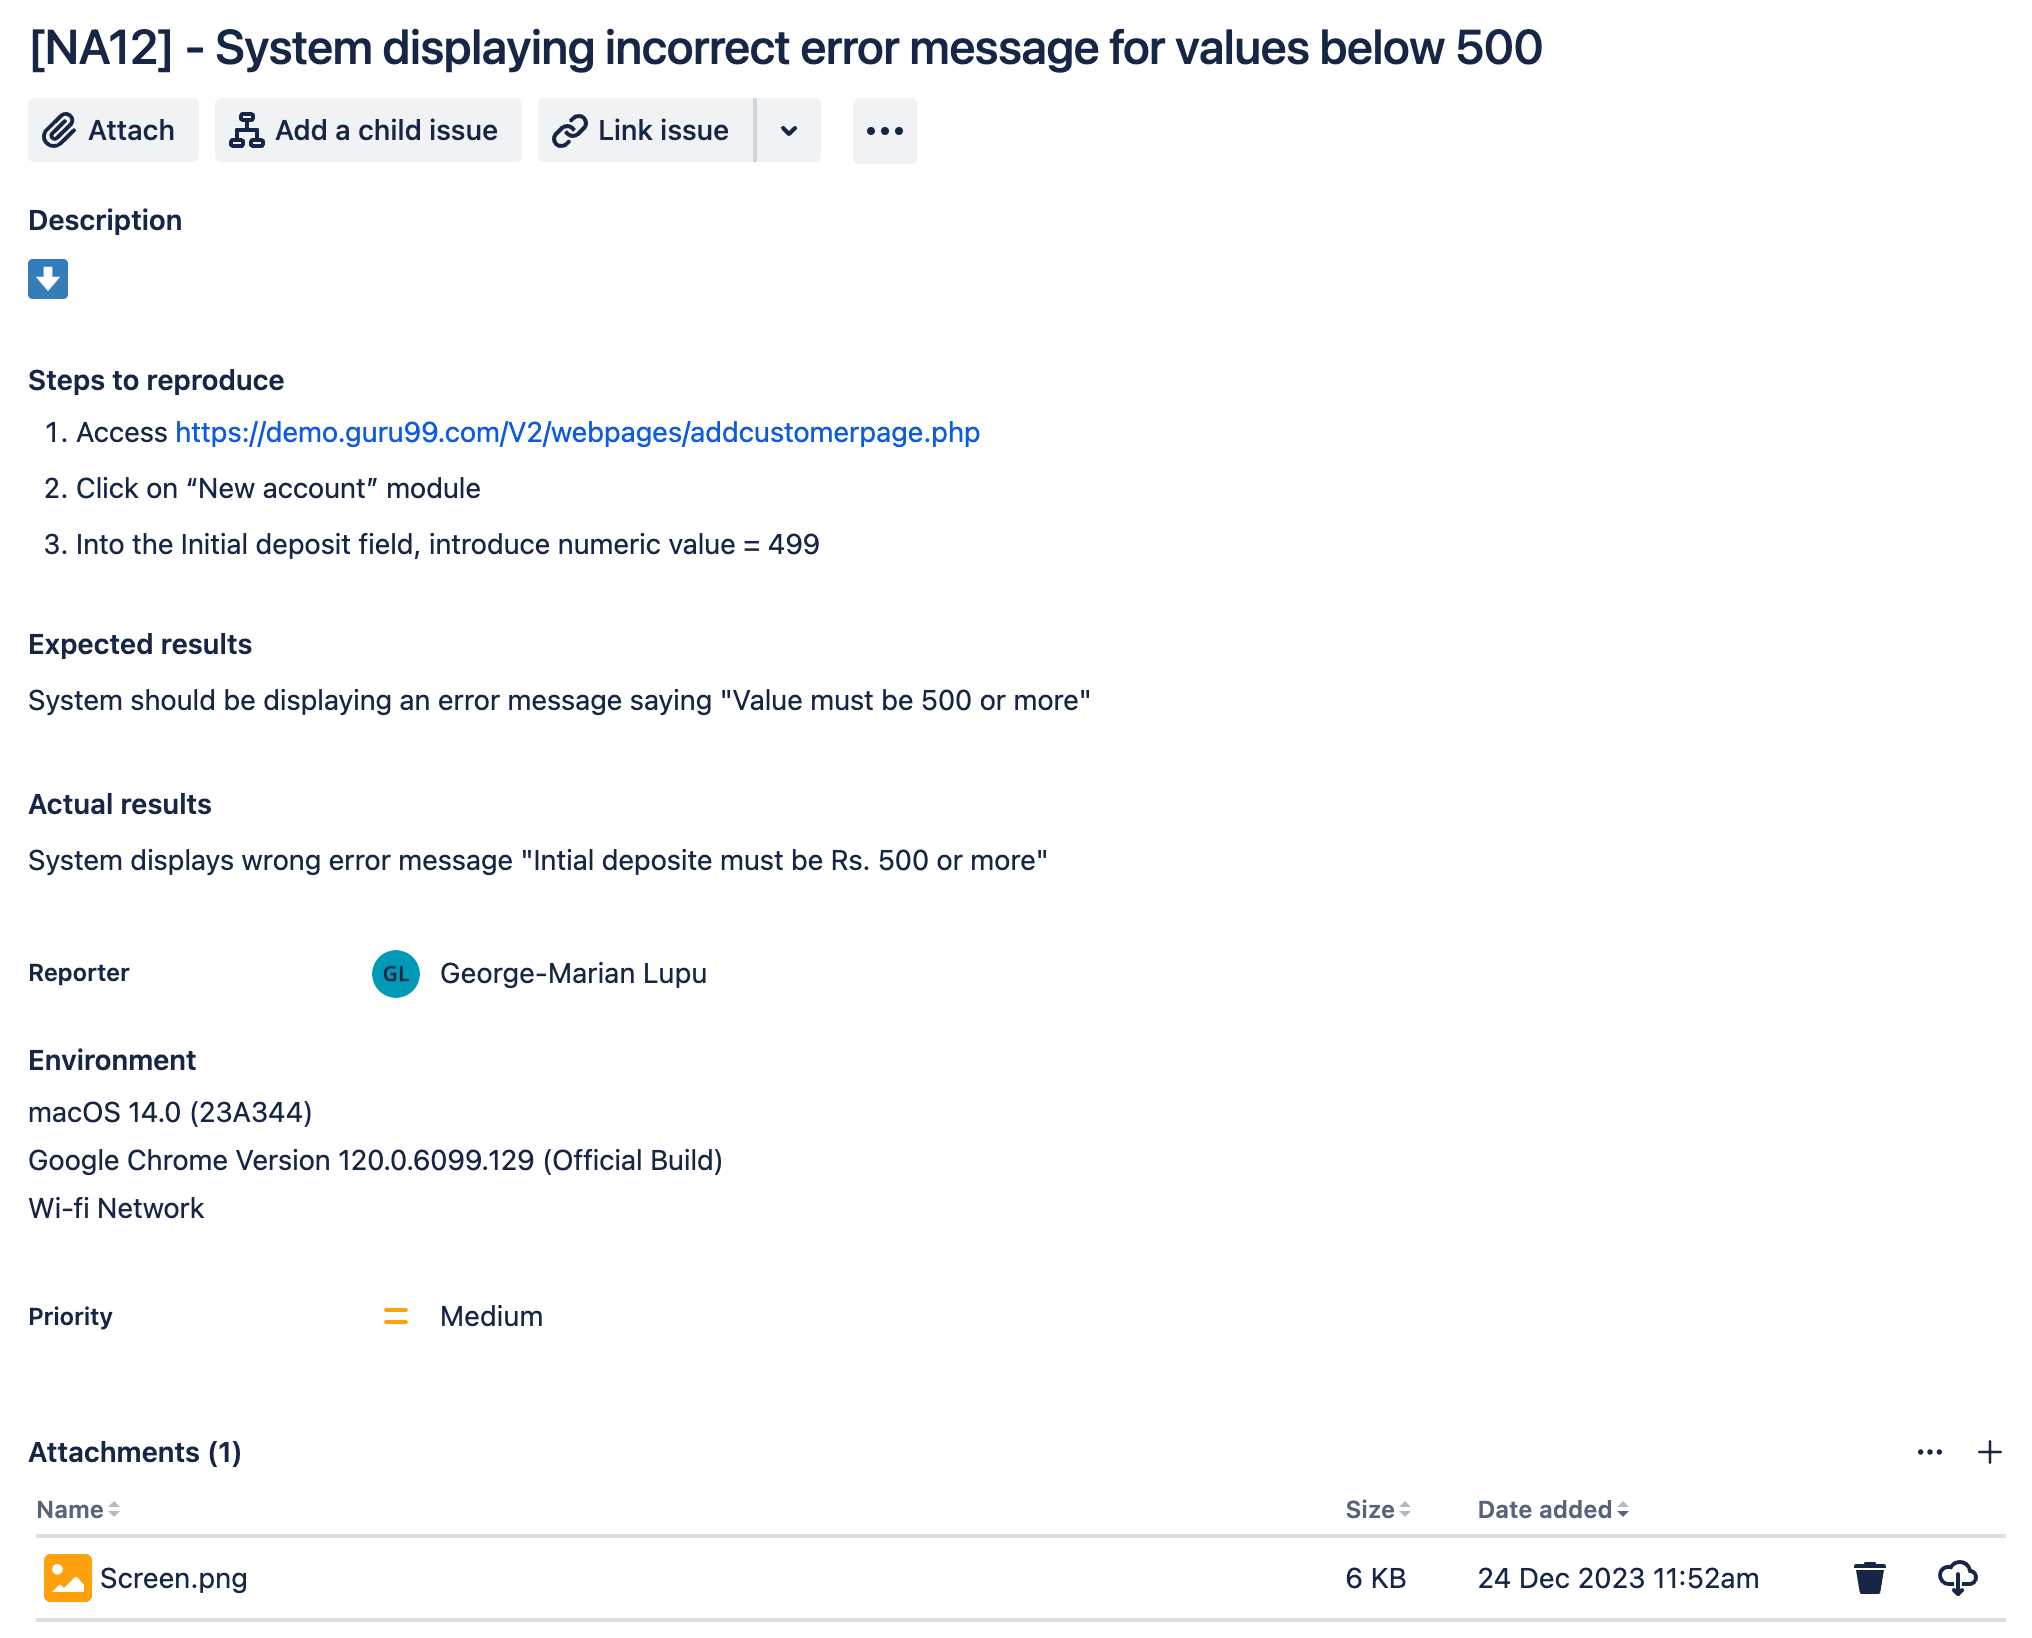 [NA12] - System displaying incorrect error message for values below 500
Attach
Add a child issue
Link issue
Description
Steps to reproduce
1. Access https://demo.guru99.com/V2/webpages/addcustomerpage.php
2. Click on “New account” module
3. Into the Initial deposit field, introduce numeric value = 499
Expected results
System should be displaying an error message saying "Value must be 500 or more"
Actual results
System displays wrong error message "Intial deposite must be Rs. 500 or more"
Reporter GL George-Marian Lupu
Environment
macOS 14.0 (23A344)
Google Chrome Version 120.0.6099.129 (Official Build)
Wi-fi Network
Priority Medium
Attachments (1)
Name Size Date added
Screen.png 6 KB 24 Dec 2023 11:52am